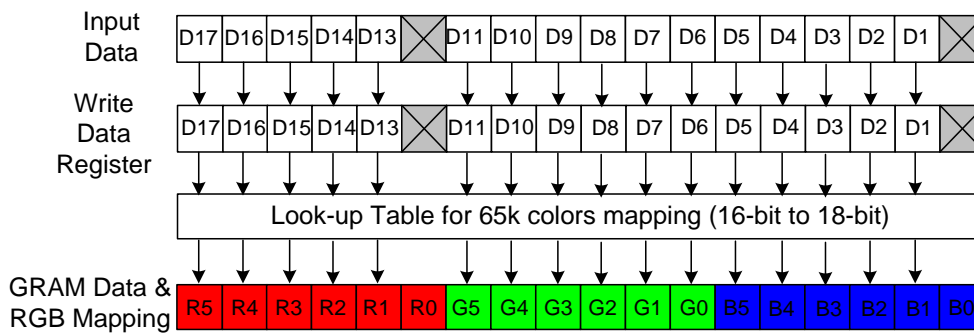 Input
Data
D17 D16 D15 D14 D13 D11 D10 D9 D8 D7 D6 D5 D4 D3 D2 D1
Write
Data
Register
D17 D16 D15 D14 D13 D11 D10 D9 D8 D7 D6 D5 D4 D3 D2 D1
Look-up Table for 65k colors mapping (16-bit to 18-bit)
GRAM Data &
RGB Mapping
R5 R4 R3 R2 R1 R0 G5 G4 G3 G2 G1 G0 B5 B4 B3 B2 B1 B0